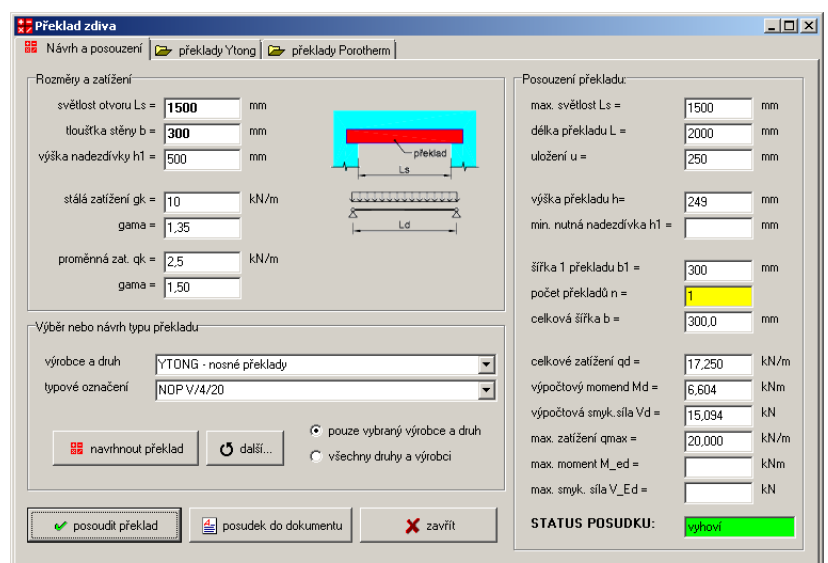 Překlad zdiva
Návrh a posouzení překlady Ytong překlady Porotherm
Rozměry a zatížení
světlost otvoru Ls = 1500 mm
tloušťka stěny b = 300 mm
výška nadezdívky h1 = 500 mm
stálá zatížení gk = 10 kN/m
gama = 1,35
proměnná zat. qk = 2,5 kN/m
gama = 1,50
překlad
Ls
Ld
Výběr nebo návrh typu překladu
výrobce a druh YTONG - nosné překlady
typové označení NOP V/4/20
navrhnout překlad další...
pouze vybraný výrobce a druh
všechny druhy a výrobci
posoudit překlad posudek do dokumentu zavřít
Posouzení překladu:
max. světlost Ls = 1500 mm
délka překladu L = 2000 mm
uložení u = 250 mm
výška překladu h= 249 mm
min. nutná nadezdívka h1 = mm
šířka 1 překladu b1 = 300 mm
počet překladů n = 1
celková šířka b = 300,0 mm
celkové zatížení qd = 17,250 kN/m
výpočtový momend Md = 6,604 kNm
výpočtová smyk.síla Vd = 15,094 kN
max. zatížení qmax = 20,000 kN/m
max. moment M_ed = kNm
max. smyk. síla V_Ed = kN
STATUS POSUDKU: vyhoví